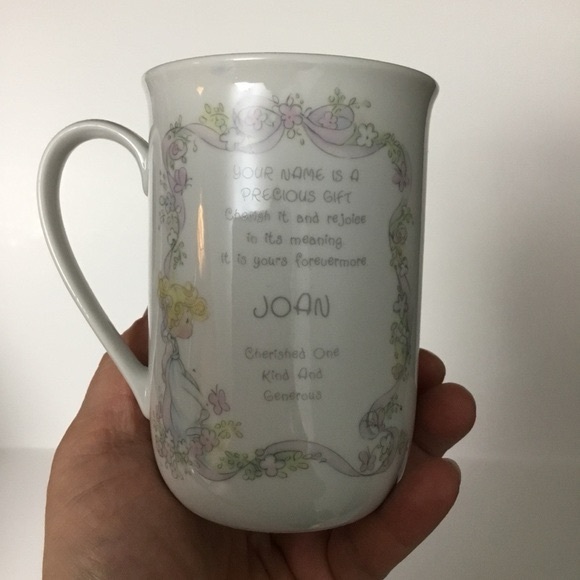 YOUR NAME IS A
PRECIOUS GIFT
Cherish it and rejoice
in its meaning.
It is yours forevermore
JOAN
Cherished One
Kind And
Generous